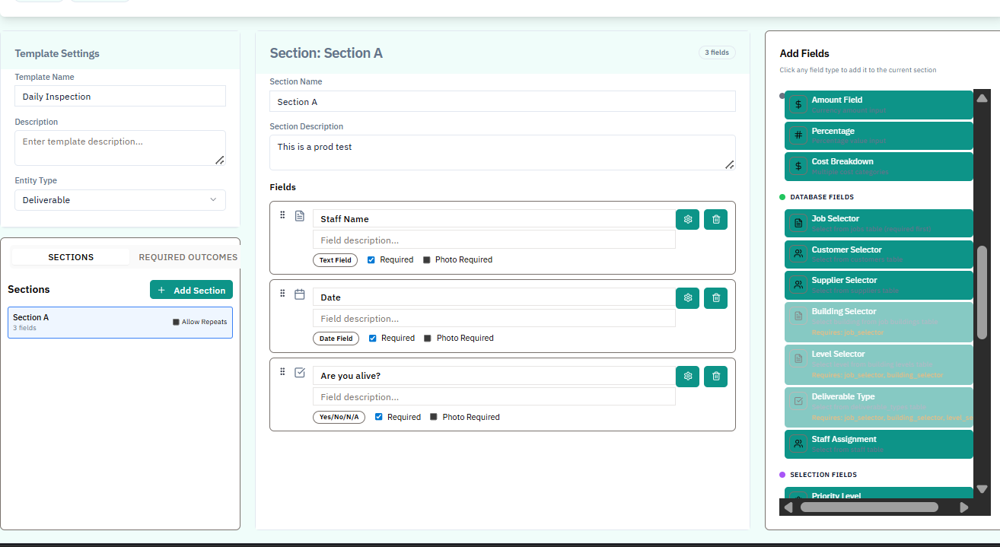 Template Settings
Template Name
Daily Inspection
Description
Enter template description...
Entity Type
Deliverable
SECTIONS
REQUIRED OUTCOMES
Sections
+ Add Section
Section A
3 fields
Allow Repeats
Section: Section A
3 fields
Section Name
Section A
Section Description
This is a prod test
Fields
Staff Name
Field description...
Text Field
Required
Photo Required
Date
Field description...
Date Field
Required
Photo Required
Are you alive?
Field description...
Yes/No/N/A
Required
Photo Required
Add Fields
Click any field type to add it to the current section
$
Amount Field
#
Percentage
$
Cost Breakdown
DATABASE FIELDS
Job Selector
Customer Selector
Supplier Selector
Building Selector
Requires: job_selector
Level Selector
Requires: job_selector, building_selector
Deliverable Type
Requires: job_selector, building_selector, level_se
Staff Assignment
SELECTION FIELDS
Priority Level